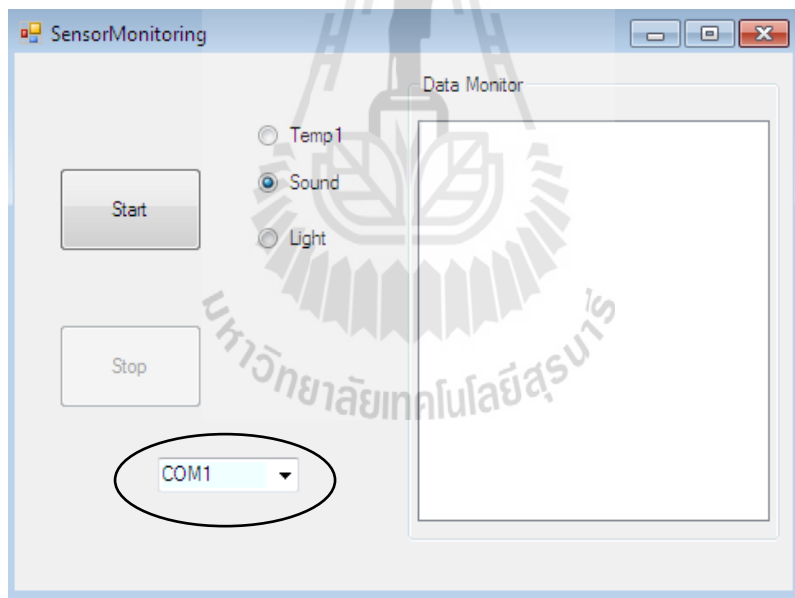 SensorMonitoring
Data Monitor
Temp1
Sound
Light
Start
Stop
COM1
มหาวิทยาลัยเทคโนโลยีสุรนารี